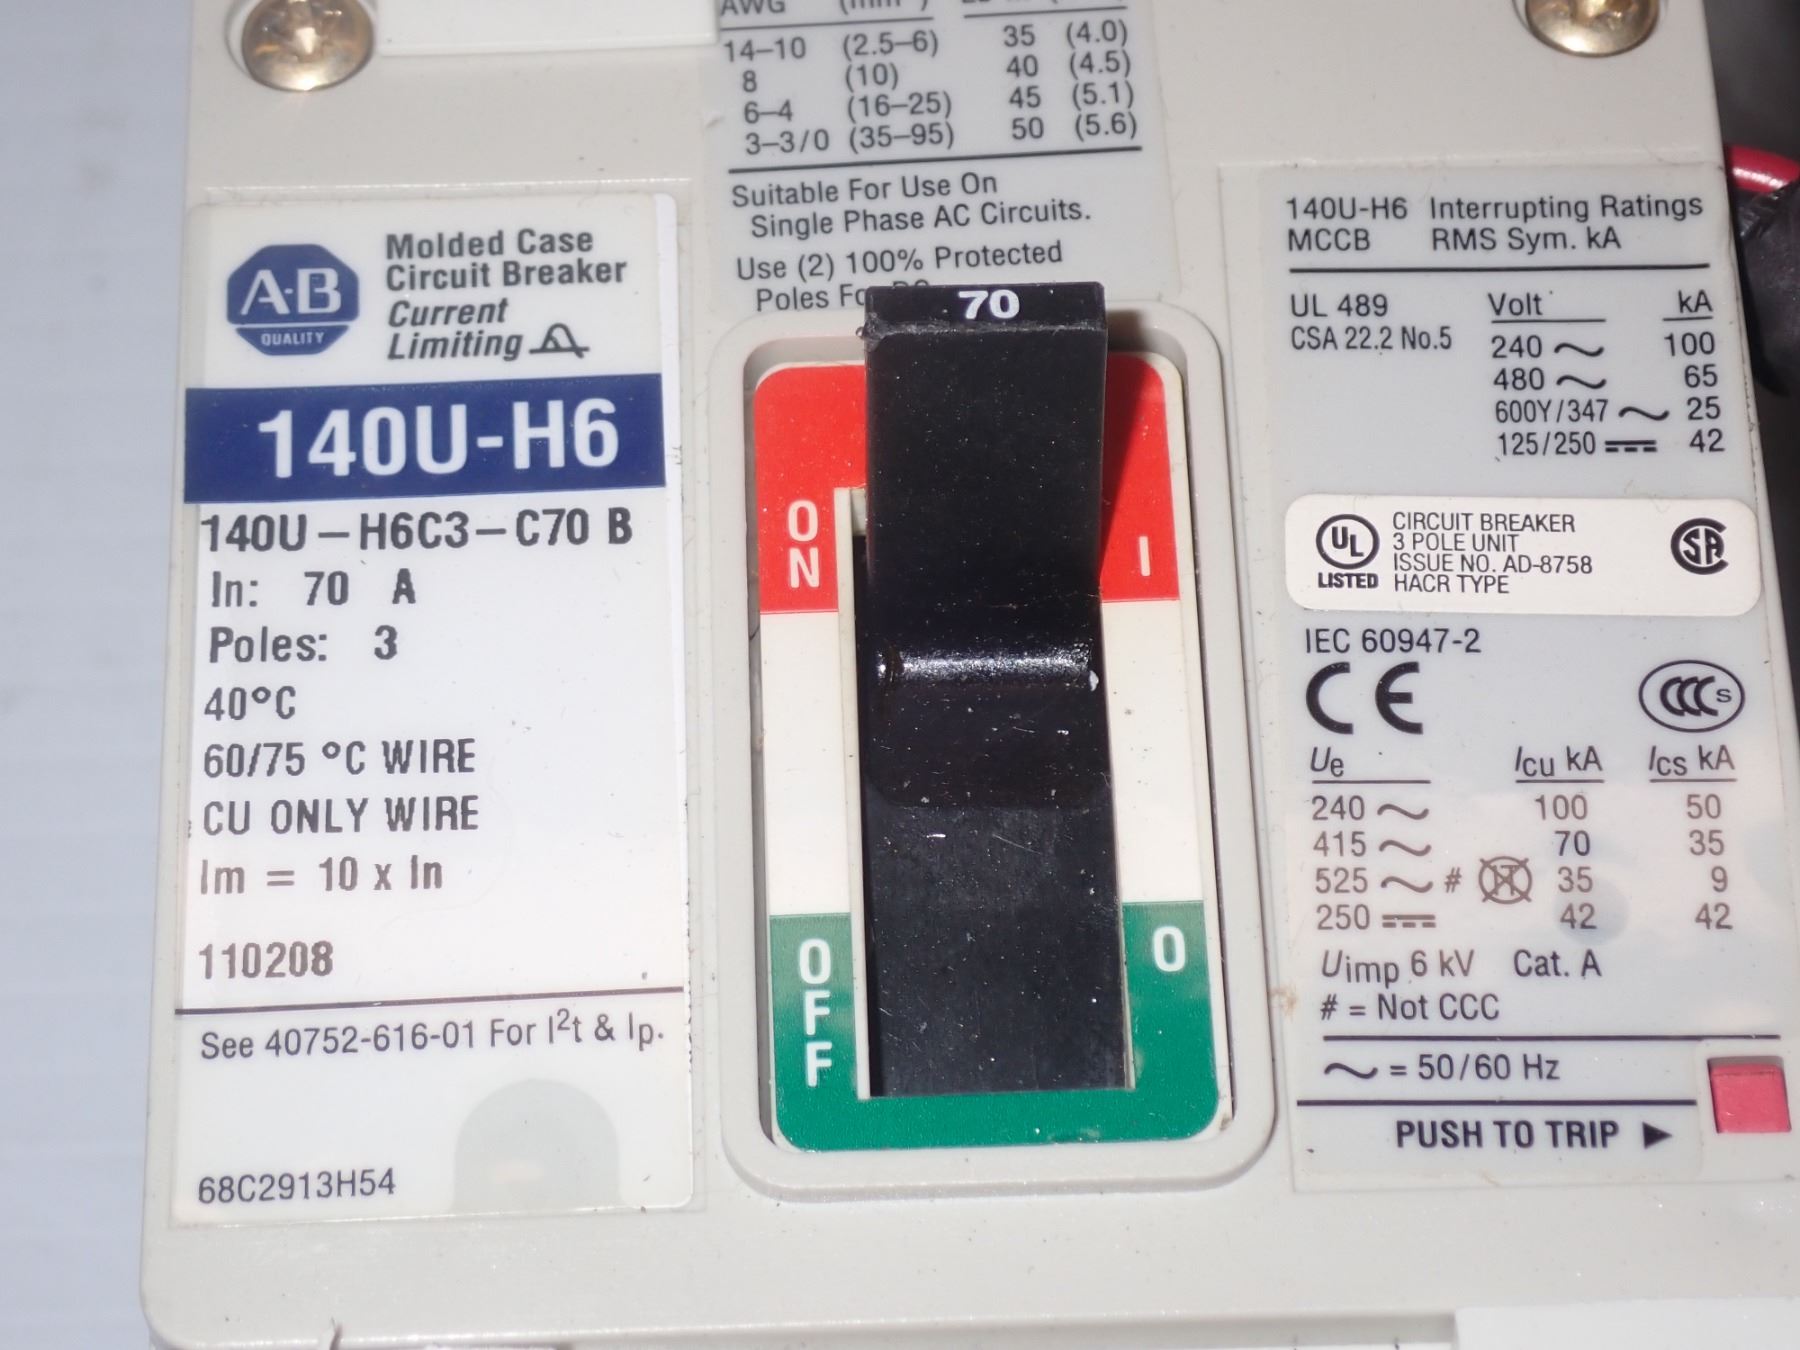 AWG
14–10 (2.5–6) 35 (4.0)
8 (10) 40 (4.5)
6–4 (16–25) 45 (5.1)
3–3/0 (35–95) 50 (5.6)
Suitable For Use On
Single Phase AC Circuits.
Use (2) 100% Protected
Poles
A-B
QUALITY
Molded Case
Circuit Breaker
Current
Limiting
140U-H6
140U–H6C3–C70 B
In: 70 A
Poles: 3
40°C
60/75 °C WIRE
CU ONLY WIRE
Im = 10 x In
110208
See 40752-616-01 For I²t & Ip.
68C2913H54
70
ON
I
OFF
O
140U-H6 Interrupting Ratings
MCCB RMS Sym. kA
UL 489 Volt kA
CSA 22.2 No.5 240 ~ 100
480 ~ 65
600Y/347 ~ 25
125/250 ⎓ 42
UL
LISTED
CIRCUIT BREAKER
3 POLE UNIT
ISSUE NO. AD-8758
HACR TYPE
SA
IEC 60947-2
CE
CCC S
Ue Icu kA Ics kA
240 ~ 100 50
415 ~ 70 35
525 ~ # IT 35 9
250 ⎓ 42 42
Uimp 6 kV Cat. A
# = Not CCC
~ = 50/60 Hz
PUSH TO TRIP ►